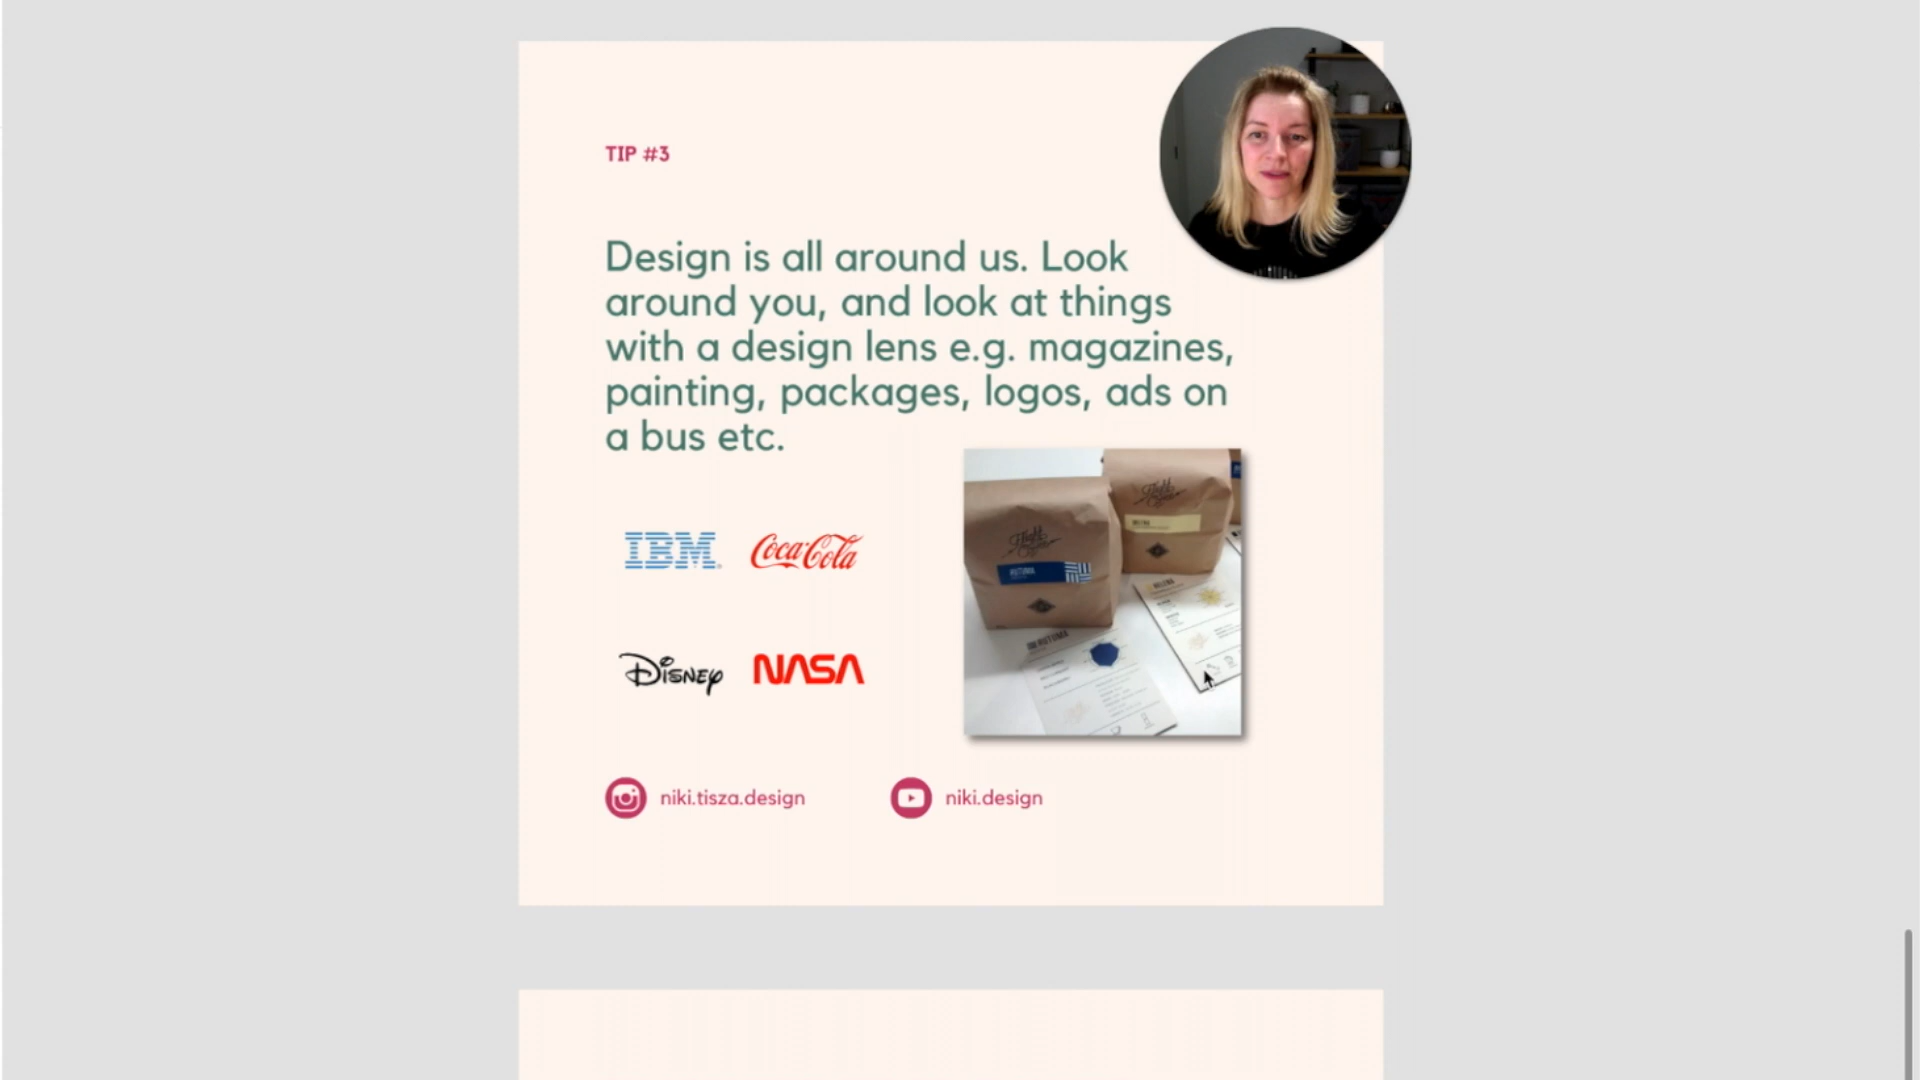 TIP #3
Design is all around us. Look
around you, and look at things
with a design lens e.g. magazines,
painting, packages, logos, ads on
a bus etc.
IBM
Coca-Cola
Disney
NASA
niki.tisza.design
niki.design